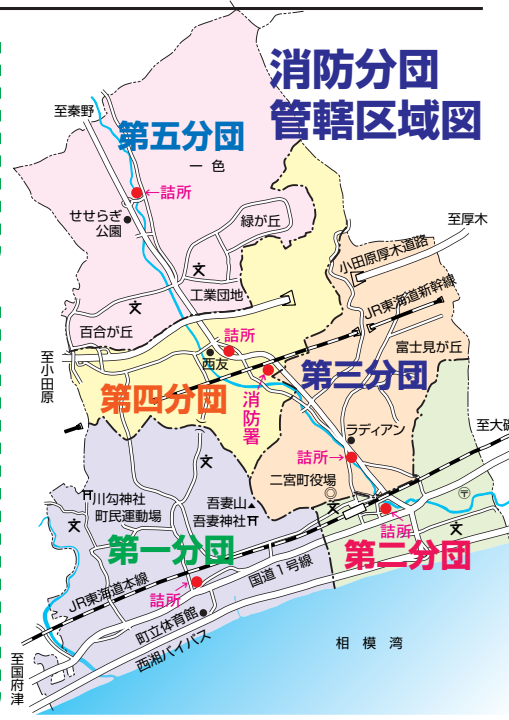 消防分団
管轄区域図
至秦野
第五分団
一色
←詰所
せせらぎ
公園
緑が丘
至厚木
小田原厚木道路
文
工業団地
JR東海道新幹線
文
百合が丘
詰所
富士見が丘
至小田原
西友
第三分団
第四分団
消防署
ラディアン
至大磯
詰所→
文
二宮町役場
川匂神社
町民運動場
吾妻山▲
吾妻神社
文
〒
文
文
文
詰所
第一分団
第二分団
国道1号線
JR東海道本線
詰所
町立体育館
西湘バイパス
相模湾
至国府津